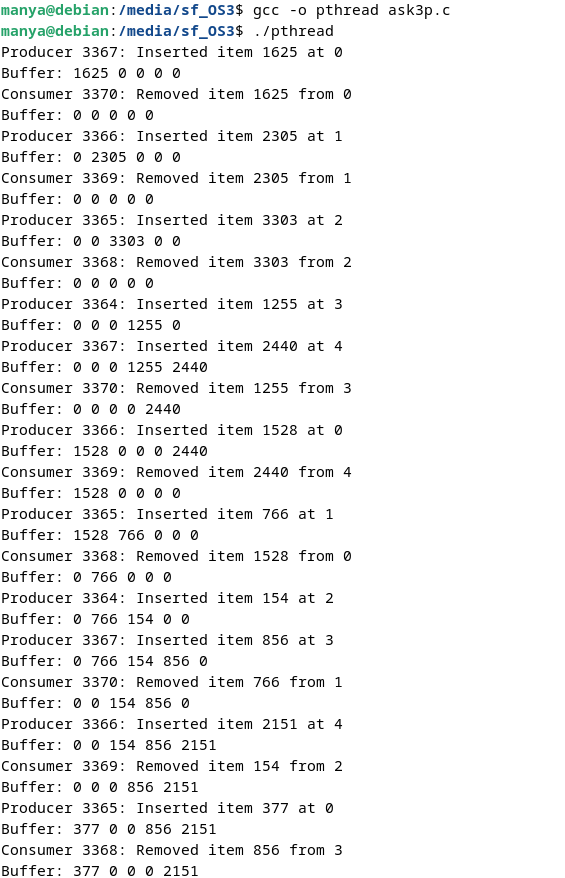 manya@debian:/media/sf_OS3$ gcc -o pthread ask3p.c
manya@debian:/media/sf_OS3$ ./pthread
Producer 3367: Inserted item 1625 at 0
Buffer: 1625 0 0 0 0
Consumer 3370: Removed item 1625 from 0
Buffer: 0 0 0 0 0
Producer 3366: Inserted item 2305 at 1
Buffer: 0 2305 0 0 0
Consumer 3369: Removed item 2305 from 1
Buffer: 0 0 0 0 0
Producer 3365: Inserted item 3303 at 2
Buffer: 0 0 3303 0 0
Consumer 3368: Removed item 3303 from 2
Buffer: 0 0 0 0 0
Producer 3364: Inserted item 1255 at 3
Buffer: 0 0 0 1255 0
Producer 3367: Inserted item 2440 at 4
Buffer: 0 0 0 1255 2440
Consumer 3370: Removed item 1255 from 3
Buffer: 0 0 0 0 2440
Producer 3366: Inserted item 1528 at 0
Buffer: 1528 0 0 0 2440
Consumer 3369: Removed item 2440 from 4
Buffer: 1528 0 0 0 0
Producer 3365: Inserted item 766 at 1
Buffer: 1528 766 0 0 0
Consumer 3368: Removed item 1528 from 0
Buffer: 0 766 0 0 0
Producer 3364: Inserted item 154 at 2
Buffer: 0 766 154 0 0
Producer 3367: Inserted item 856 at 3
Buffer: 0 766 154 856 0
Consumer 3370: Removed item 766 from 1
Buffer: 0 0 154 856 0
Producer 3366: Inserted item 2151 at 4
Buffer: 0 0 154 856 2151
Consumer 3369: Removed item 154 from 2
Buffer: 0 0 0 856 2151
Producer 3365: Inserted item 377 at 0
Buffer: 377 0 0 856 2151
Consumer 3368: Removed item 856 from 3
Buffer: 377 0 0 0 2151